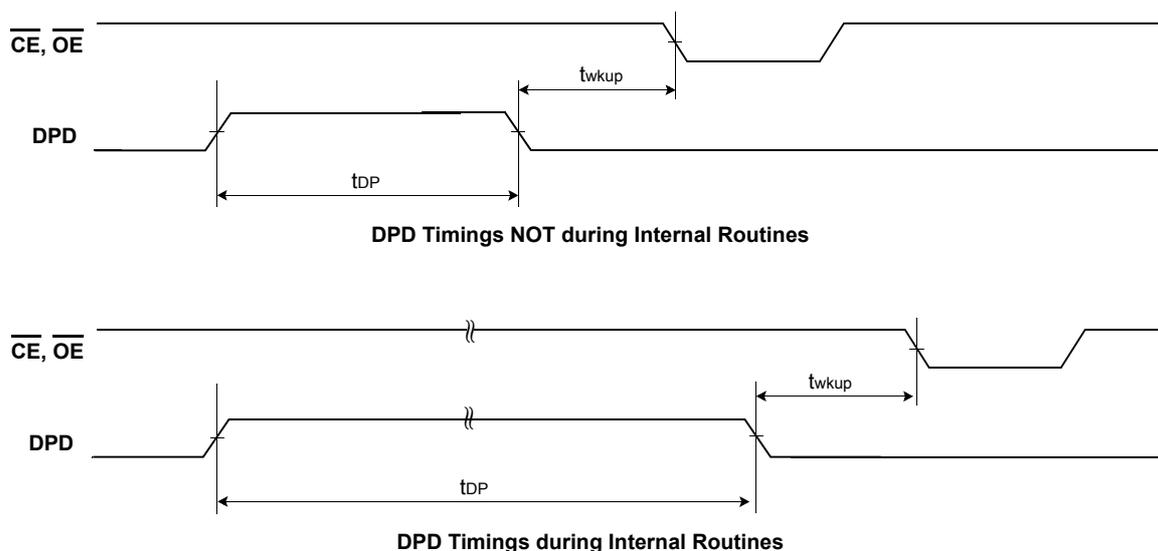 CE, OE
twkup
DPD
tDP
DPD Timings NOT during Internal Routines
CE, OE
twkup
DPD
tDP
DPD Timings during Internal Routines